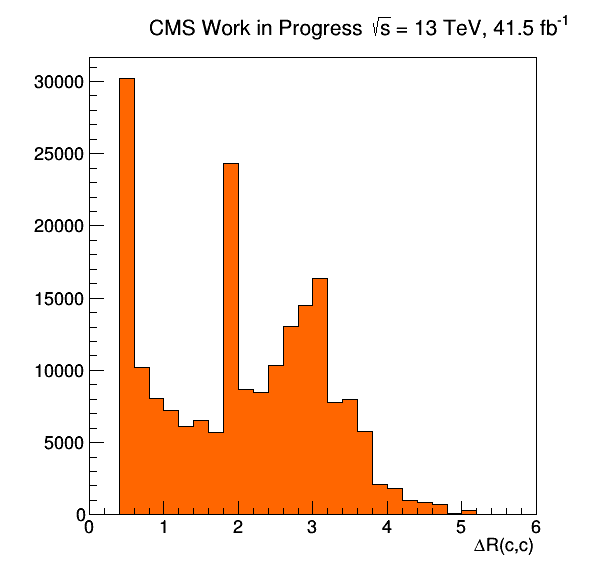 CMS Work in Progress √s = 13 TeV, 41.5 fb⁻¹
30000
25000
20000
15000
10000
5000
0
0 1 2 3 4 5 6
ΔR(c,c)